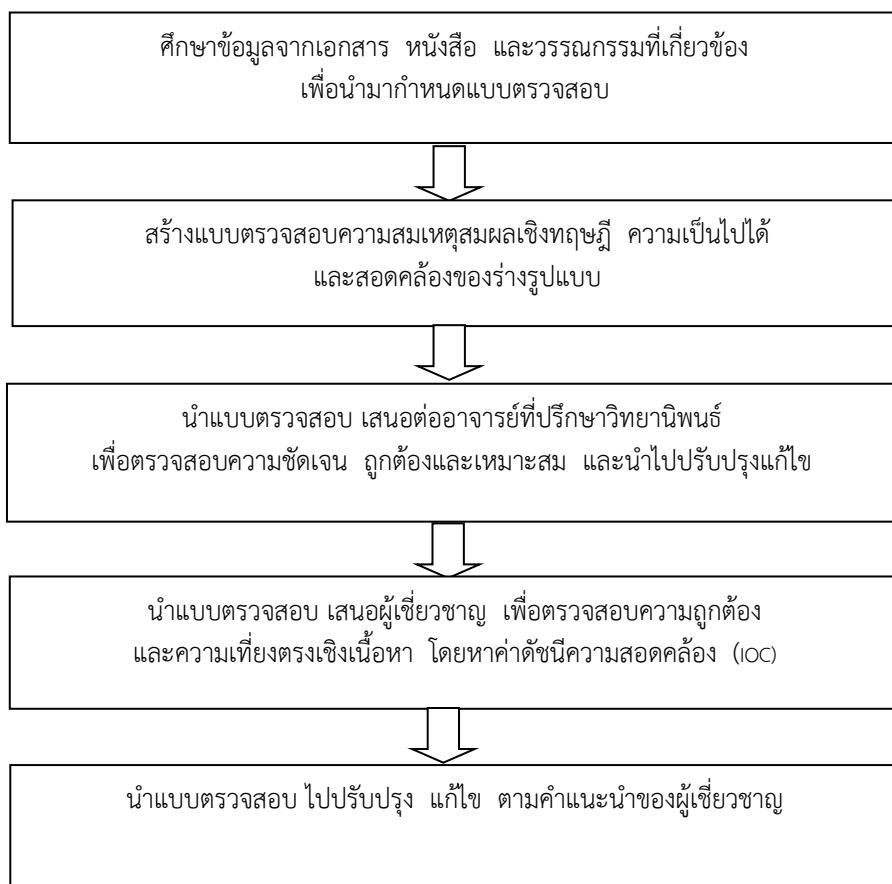 ศึกษาข้อมูลจากเอกสาร หนังสือ และวรรณกรรมที่เกี่ยวข้อง
เพื่อนำมากำหนดแบบตรวจสอบ
สร้างแบบตรวจสอบความสมเหตุสมผลเชิงทฤษฎี ความเป็นไปได้
และสอดคล้องของร่างรูปแบบ
นำแบบตรวจสอบ เสนอต่ออาจารย์ที่ปรึกษาวิทยานิพนธ์
เพื่อตรวจสอบความชัดเจน ถูกต้องและเหมาะสม และนำไปปรับปรุงแก้ไข
นำแบบตรวจสอบ เสนอผู้เชี่ยวชาญ เพื่อตรวจสอบความถูกต้อง
และความเที่ยงตรงเชิงเนื้อหา โดยหาค่าดัชนีความสอดคล้อง (IOC)
นำแบบตรวจสอบ ไปปรับปรุง แก้ไข ตามคำแนะนำของผู้เชี่ยวชาญ